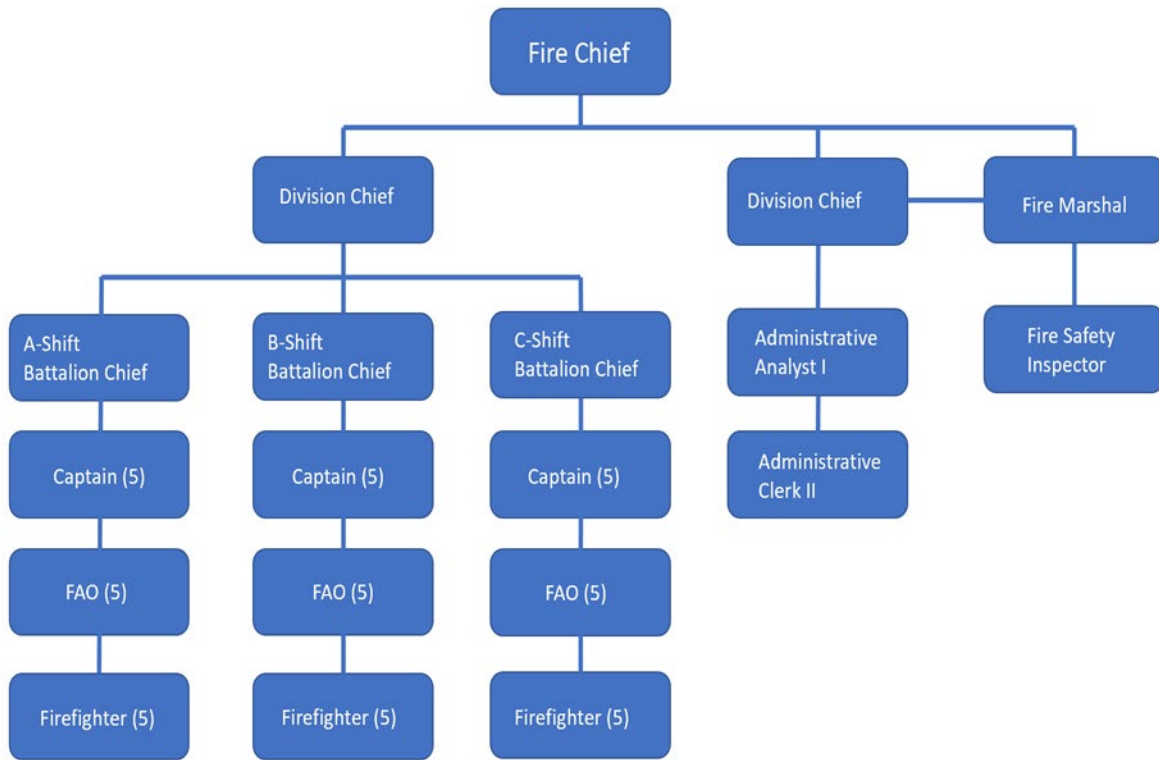 Fire Chief
Division Chief
Division Chief
Fire Marshal
A-Shift
Battalion Chief
B-Shift
Battalion Chief
C-Shift
Battalion Chief
Administrative
Analyst I
Fire Safety
Inspector
Captain (5)
Captain (5)
Captain (5)
Administrative
Clerk II
FAO (5)
FAO (5)
FAO (5)
Firefighter (5)
Firefighter (5)
Firefighter (5)